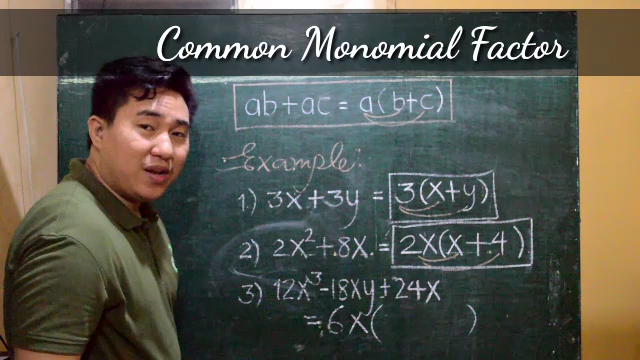 Common Monomial Factor
ab+ac = a(b+c)
Example:
1) 3x+3y = 3(x+y)
2) 2x²+8x = 2x(x+4)
3) 12x³-18xy+24x
= 6x( )